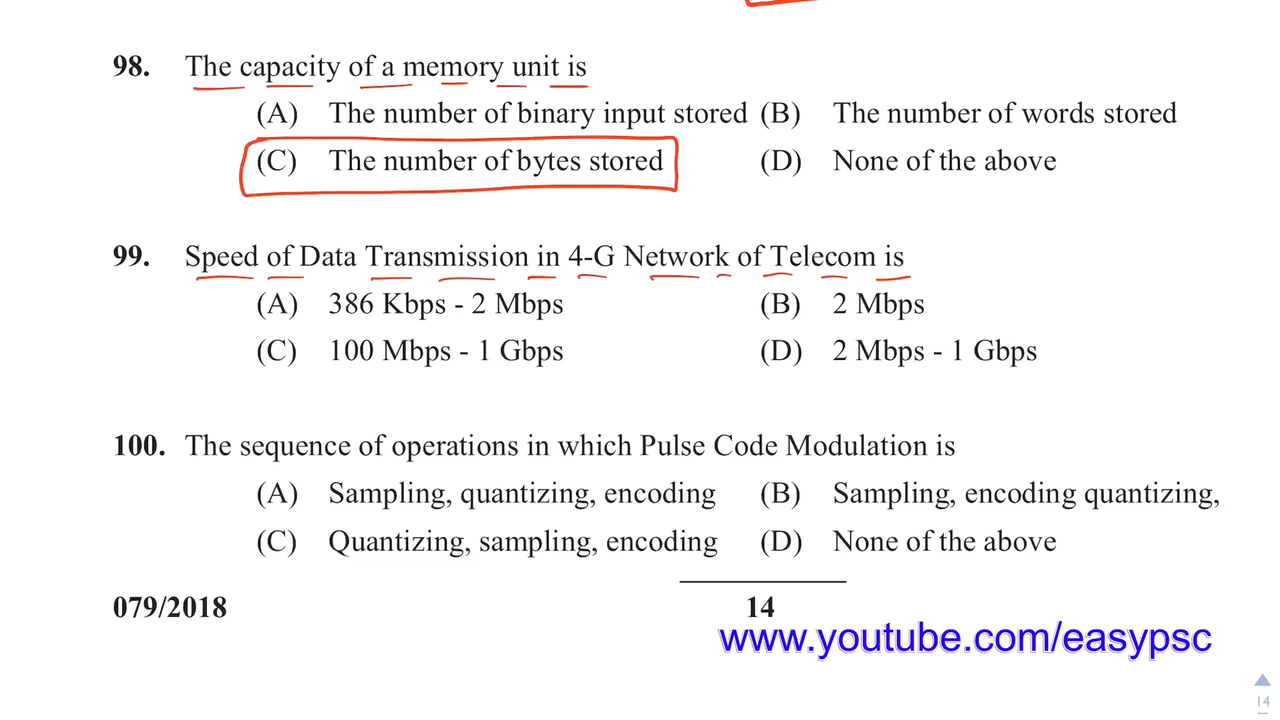 98. The capacity of a memory unit is
(A) The number of binary input stored (B) The number of words stored
(C) The number of bytes stored (D) None of the above
99. Speed of Data Transmission in 4-G Network of Telecom is
(A) 386 Kbps - 2 Mbps (B) 2 Mbps
(C) 100 Mbps - 1 Gbps (D) 2 Mbps - 1 Gbps
100. The sequence of operations in which Pulse Code Modulation is
(A) Sampling, quantizing, encoding (B) Sampling, encoding quantizing,
(C) Quantizing, sampling, encoding (D) None of the above
079/2018 14
www.youtube.com/easypsc
14